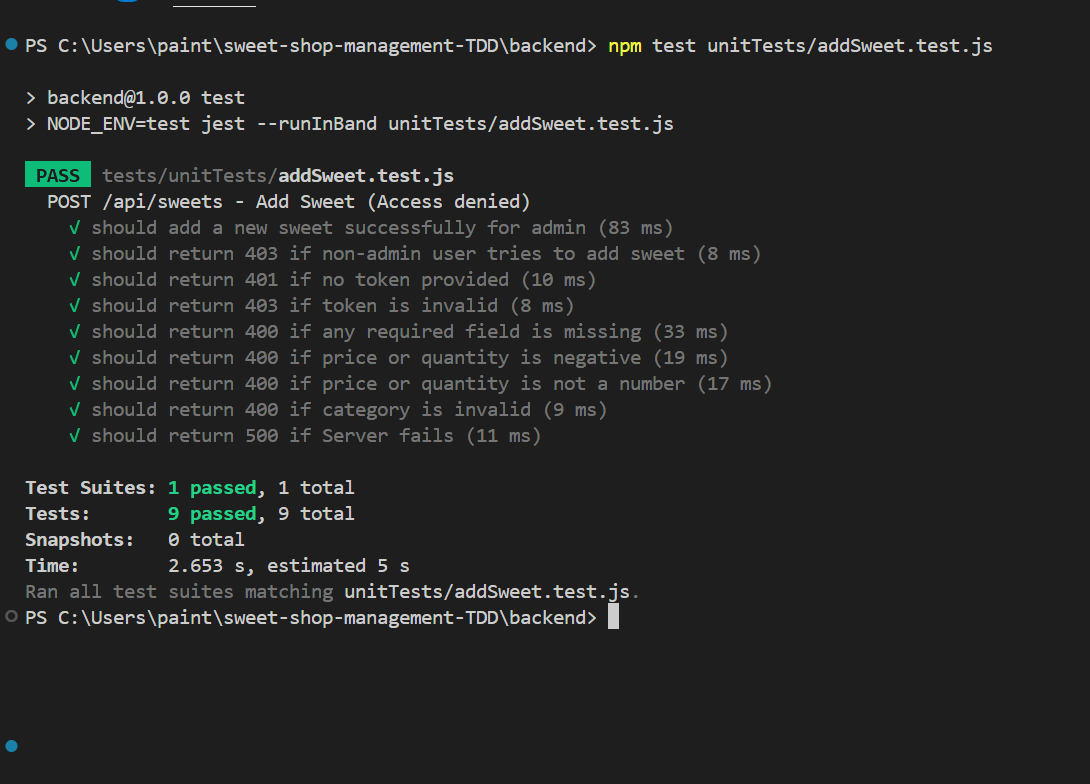 PS C:\Users\paint\sweet-shop-management-TDD\backend> npm test unitTests/addSweet.test.js
> backend@1.0.0 test
> NODE_ENV=test jest --runInBand unitTests/addSweet.test.js
PASS tests/unitTests/addSweet.test.js
POST /api/sweets - Add Sweet (Access denied)
√ should add a new sweet successfully for admin (83 ms)
√ should return 403 if non-admin user tries to add sweet (8 ms)
√ should return 401 if no token provided (10 ms)
√ should return 403 if token is invalid (8 ms)
√ should return 400 if any required field is missing (33 ms)
√ should return 400 if price or quantity is negative (19 ms)
√ should return 400 if price or quantity is not a number (17 ms)
√ should return 400 if category is invalid (9 ms)
√ should return 500 if Server fails (11 ms)
Test Suites: 1 passed, 1 total
Tests: 9 passed, 9 total
Snapshots: 0 total
Time: 2.653 s, estimated 5 s
Ran all test suites matching unitTests/addSweet.test.js.
PS C:\Users\paint\sweet-shop-management-TDD\backend>